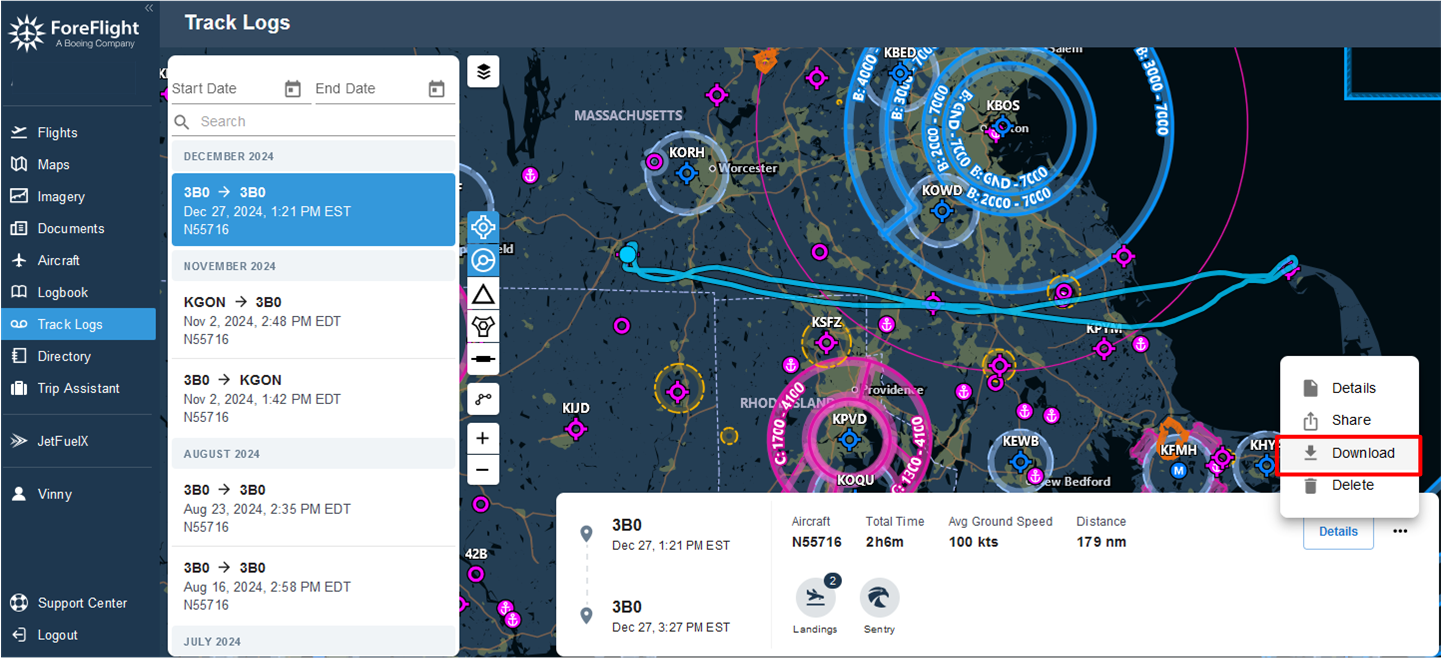 ForeFlight
A Boeing Company
Track Logs
Flights
Maps
Imagery
Documents
Aircraft
Logbook
Track Logs
Directory
Trip Assistant
JetFuelX
Vinny
Support Center
Logout
Start Date
End Date
Search
DECEMBER 2024
3B0 → 3B0
Dec 27, 2024, 1:21 PM EST
N55716
NOVEMBER 2024
KGON → 3B0
Nov 2, 2024, 2:48 PM EDT
N55716
3B0 → KGON
Nov 2, 2024, 1:42 PM EDT
N55716
AUGUST 2024
3B0 → 3B0
Aug 23, 2024, 2:35 PM EDT
N55716
3B0 → 3B0
Aug 16, 2024, 2:58 PM EDT
N55716
JULY 2024
MASSACHUSETTS
KBED
Salem
B: 4000
B: 3000 - 7000
B: 3000 - 7000
B: 2000 - 7000
B: GND - 7000
KBOS
B: GND - 7000
B: 2000 - 7000
KORH
Worcester
KOWD
KSFZ
KPYM
Providence
RHODE ISLAND
KIJD
C: 1700 - 4100
KPVD
C: 1300 - 4100
KOQU
KEWB
New Bedford
KFMH
M
KHY
42B
Details
Share
Download
Delete
3B0
Dec 27, 1:21 PM EST
3B0
Dec 27, 3:27 PM EST
Aircraft
N55716
Total Time
2h6m
Avg Ground Speed
100 kts
Distance
179 nm
2
Landings
Sentry
Details